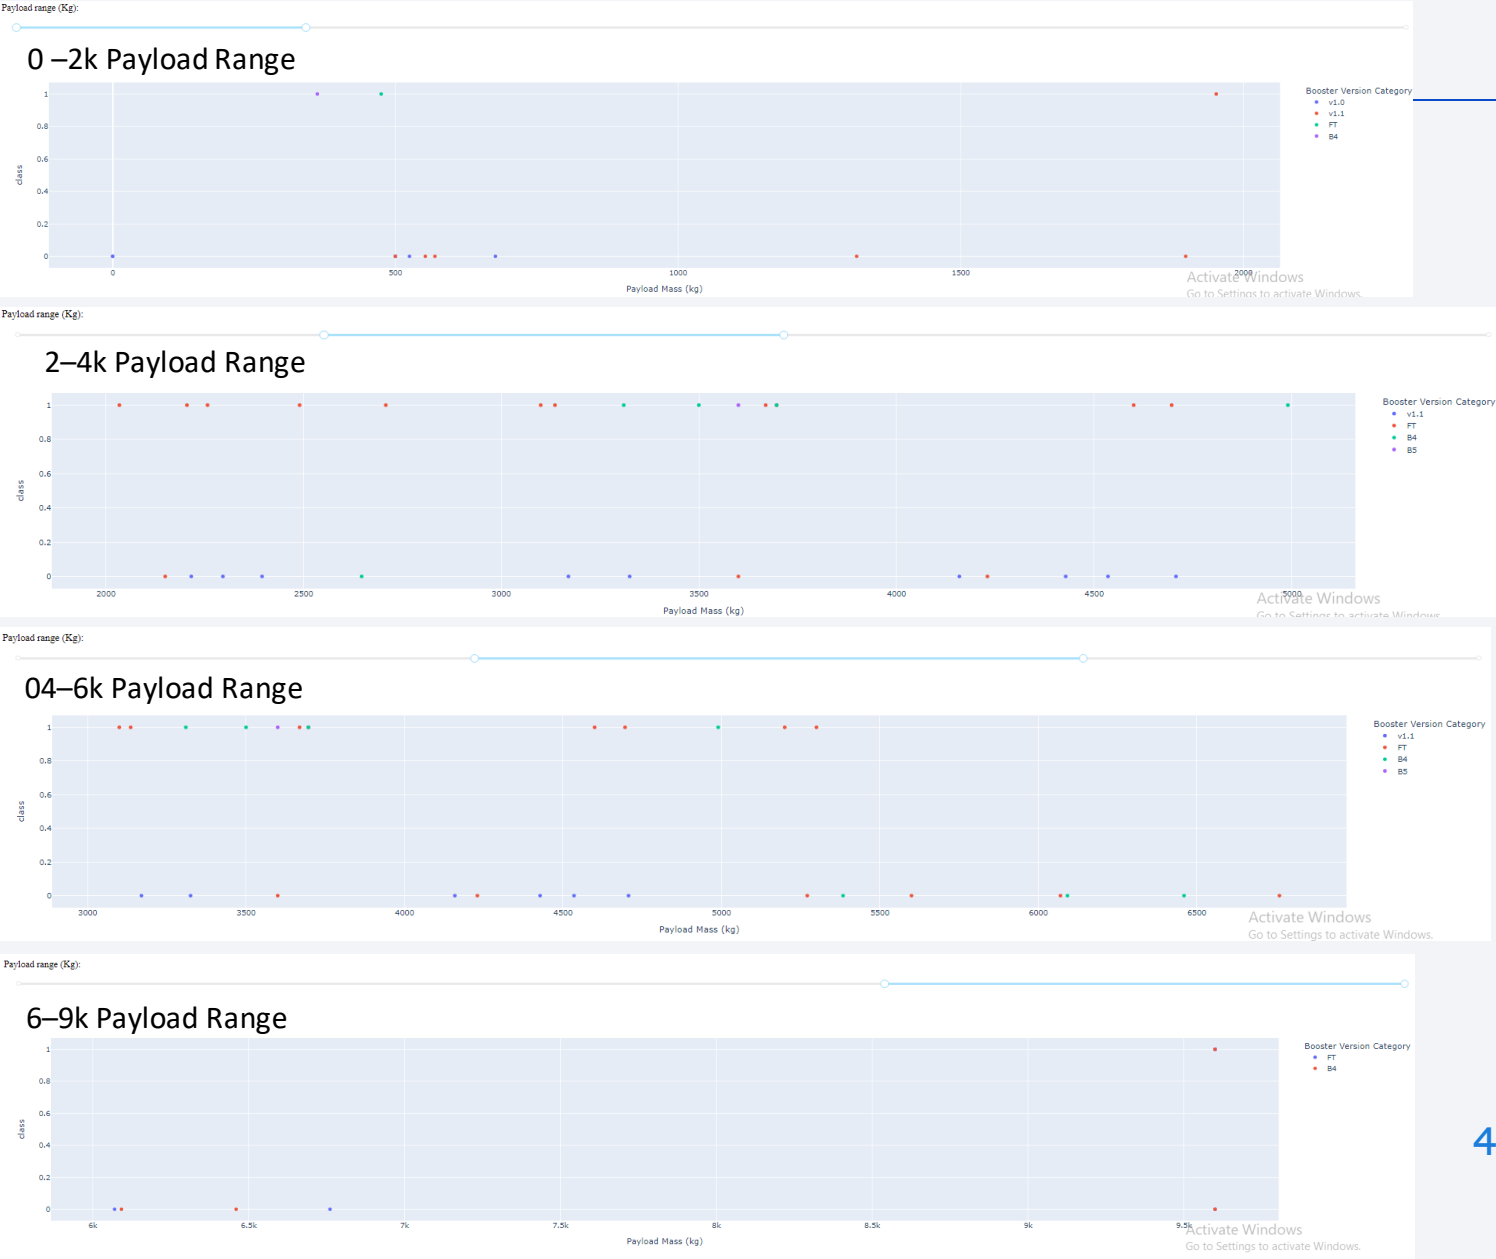 Payload range (Kg):
0 –2k Payload Range
Booster Version Category
v1.0
v1.1
FT
B4
1
0.8
0.6
0.4
0.2
0
class
0
500
1000
1500
2000
Payload Mass (kg)
Activate Windows
Go to Settings to activate Windows.
Payload range (Kg):
2–4k Payload Range
Booster Version Category
v1.1
FT
B4
B5
1
0.8
0.6
0.4
0.2
0
class
2000
2500
3000
3500
4000
4500
5000
Payload Mass (kg)
Activate Windows
Go to Settings to activate Windows.
Payload range (Kg):
04–6k Payload Range
Booster Version Category
v1.1
FT
B4
B5
1
0.8
0.6
0.4
0.2
0
class
3000
3500
4000
4500
5000
5500
6000
6500
Payload Mass (kg)
Activate Windows
Go to Settings to activate Windows.
Payload range (Kg):
6–9k Payload Range
Booster Version Category
FT
B4
1
0.8
0.6
0.4
0.2
0
class
6k
6.5k
7k
7.5k
8k
8.5k
9k
9.5k
Payload Mass (kg)
Activate Windows
Go to Settings to activate Windows.
4